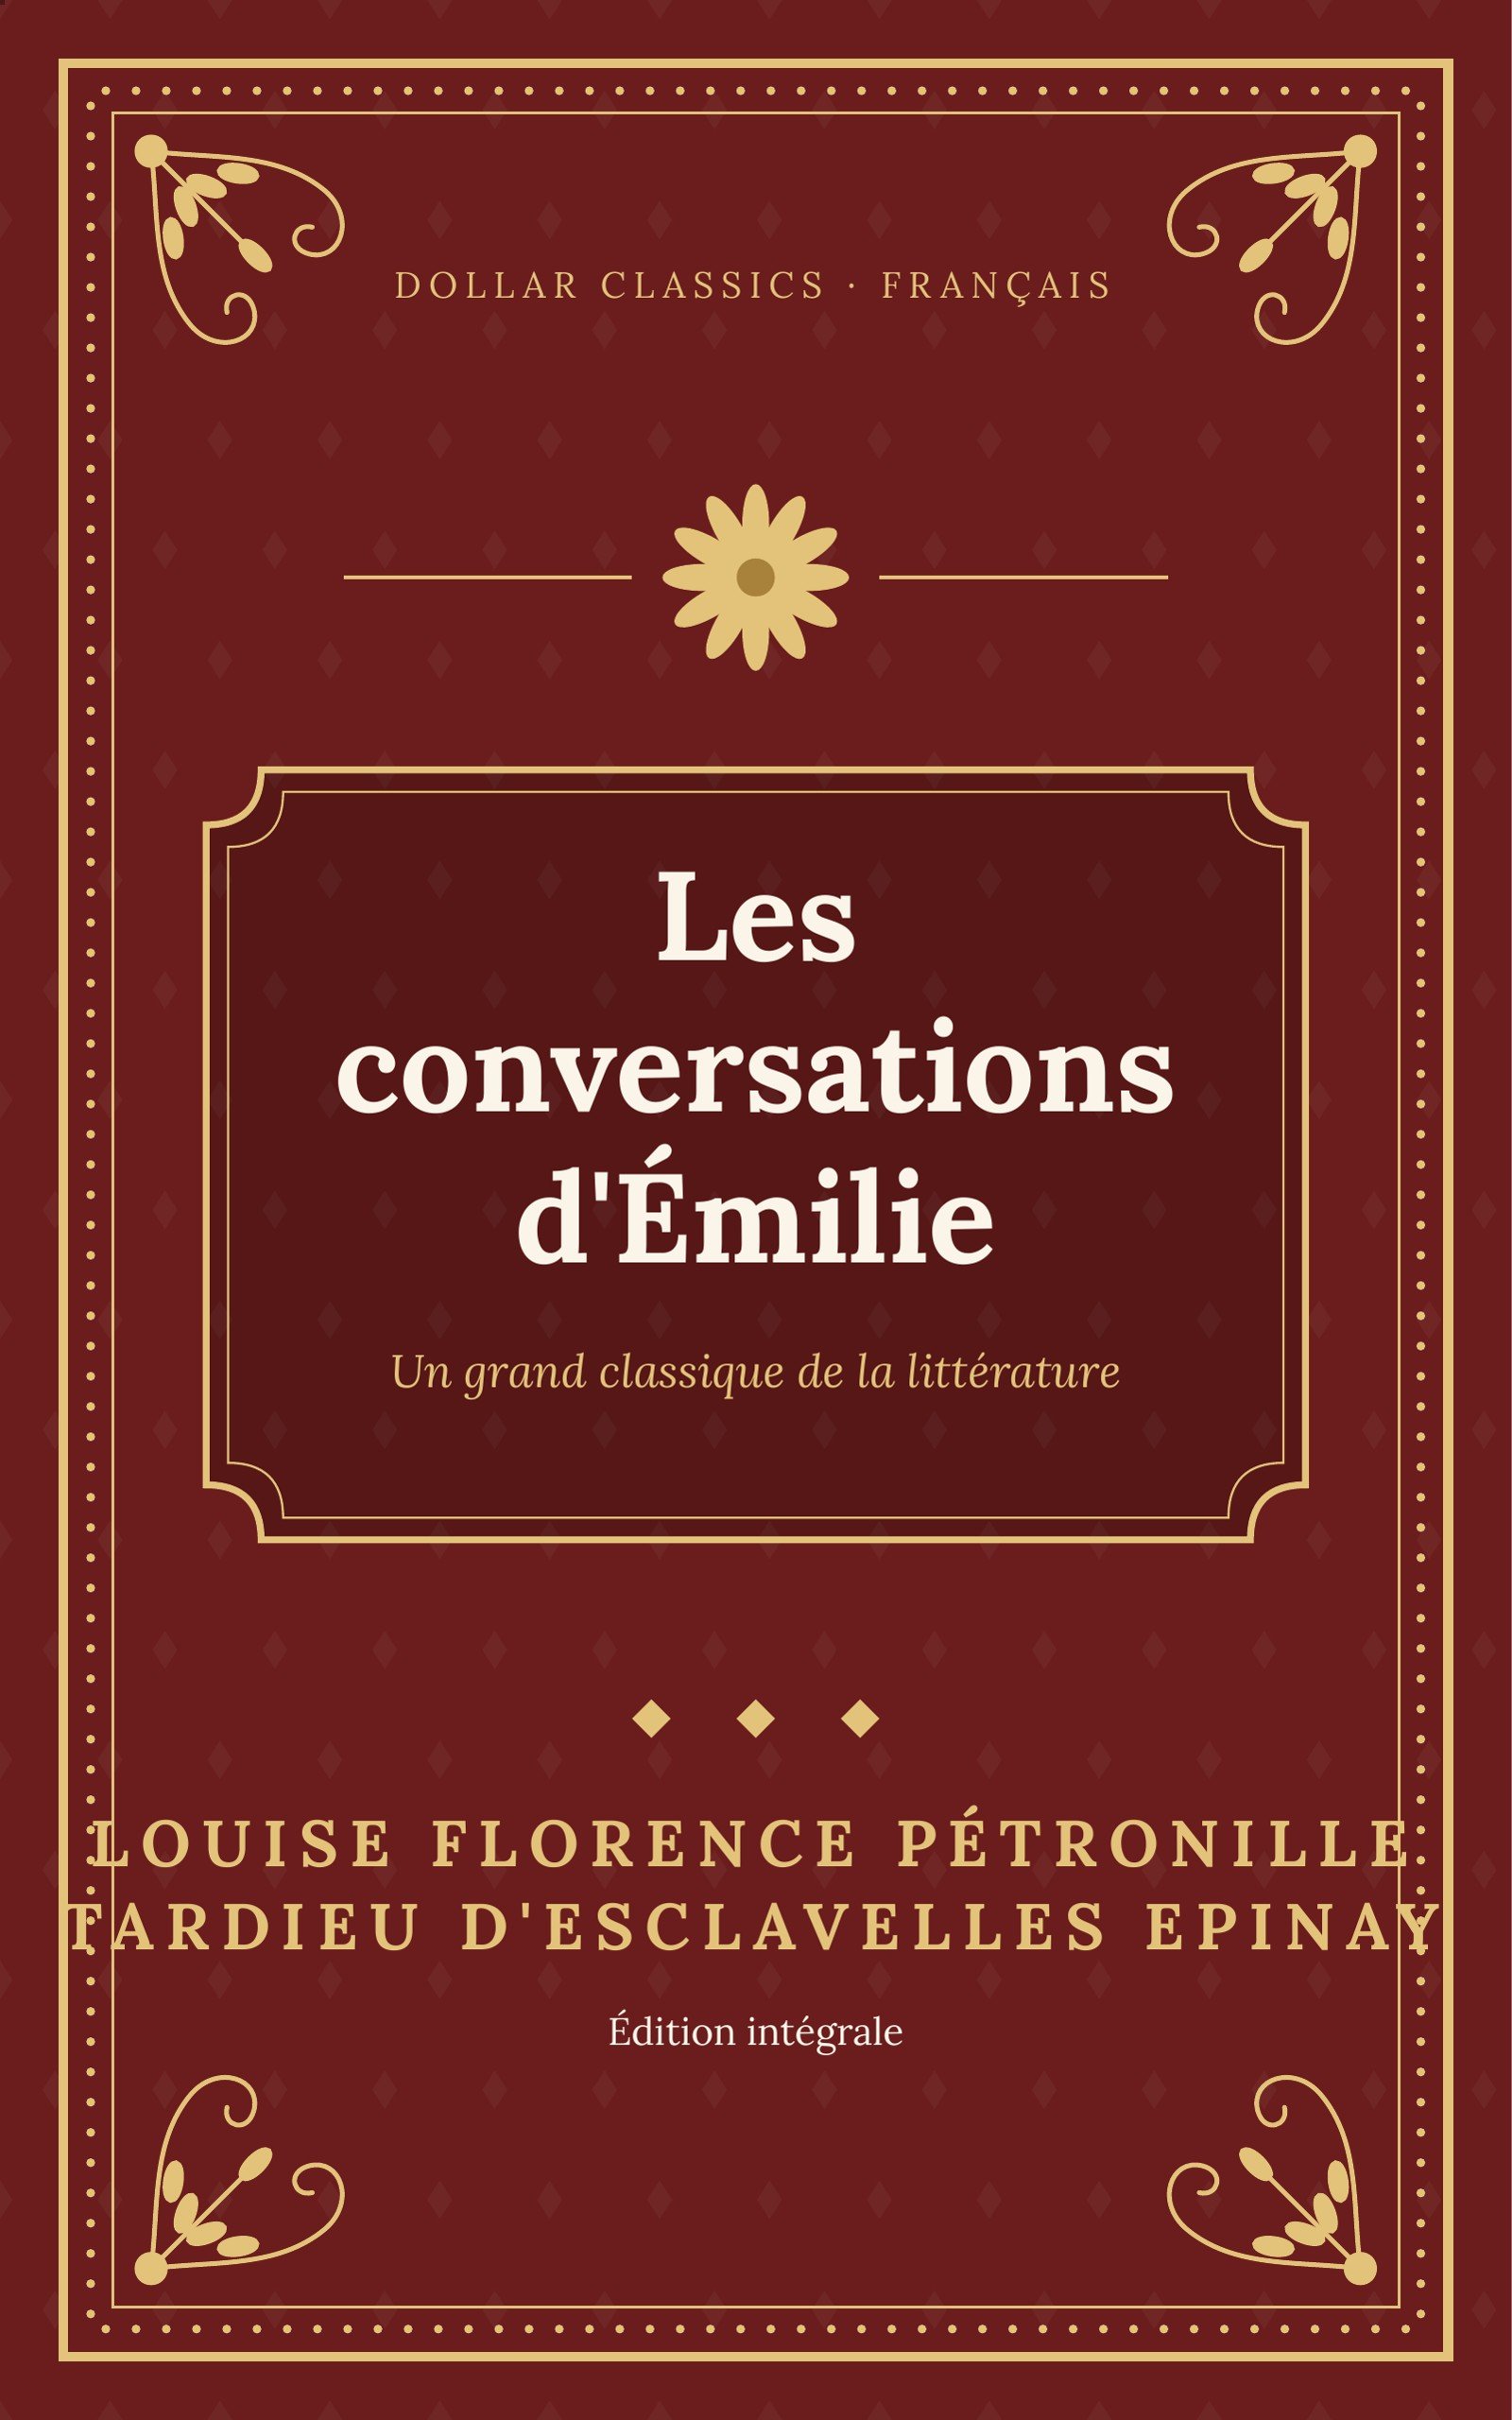 DOLLAR CLASSICS · FRANÇAIS
Les
conversations
d'Émilie
Un grand classique de la littérature
LOUISE FLORENCE PÉTRONILLE
TARDIEU D'ESCLAVELLES EPINAY
Édition intégrale